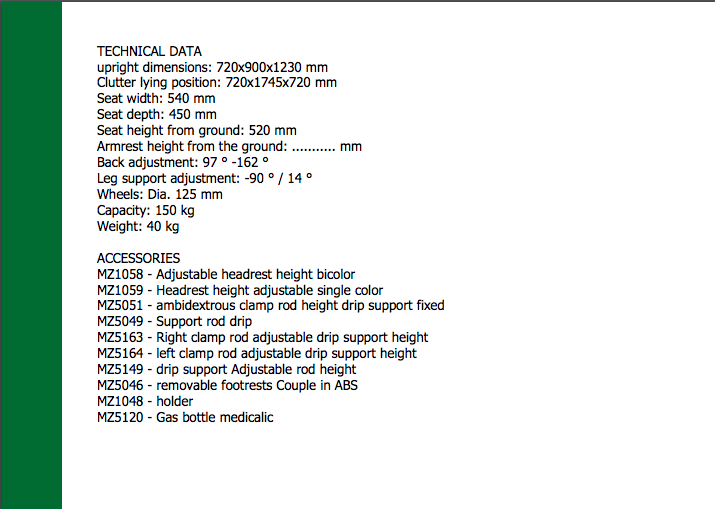 TECHNICAL DATA
upright dimensions: 720x900x1230 mm
Clutter lying position: 720x1745x720 mm
Seat width: 540 mm
Seat depth: 450 mm
Seat height from ground: 520 mm
Armrest height from the ground: ........... mm
Back adjustment: 97 ° -162 °
Leg support adjustment: -90 ° / 14 °
Wheels: Dia. 125 mm
Capacity: 150 kg
Weight: 40 kg
ACCESSORIES
MZ1058 - Adjustable headrest height bicolor
MZ1059 - Headrest height adjustable single color
MZ5051 - ambidextrous clamp rod height drip support fixed
MZ5049 - Support rod drip
MZ5163 - Right clamp rod adjustable drip support height
MZ5164 - left clamp rod adjustable drip support height
MZ5149 - drip support Adjustable rod height
MZ5046 - removable footrests Couple in ABS
MZ1048 - holder
MZ5120 - Gas bottle medicalic